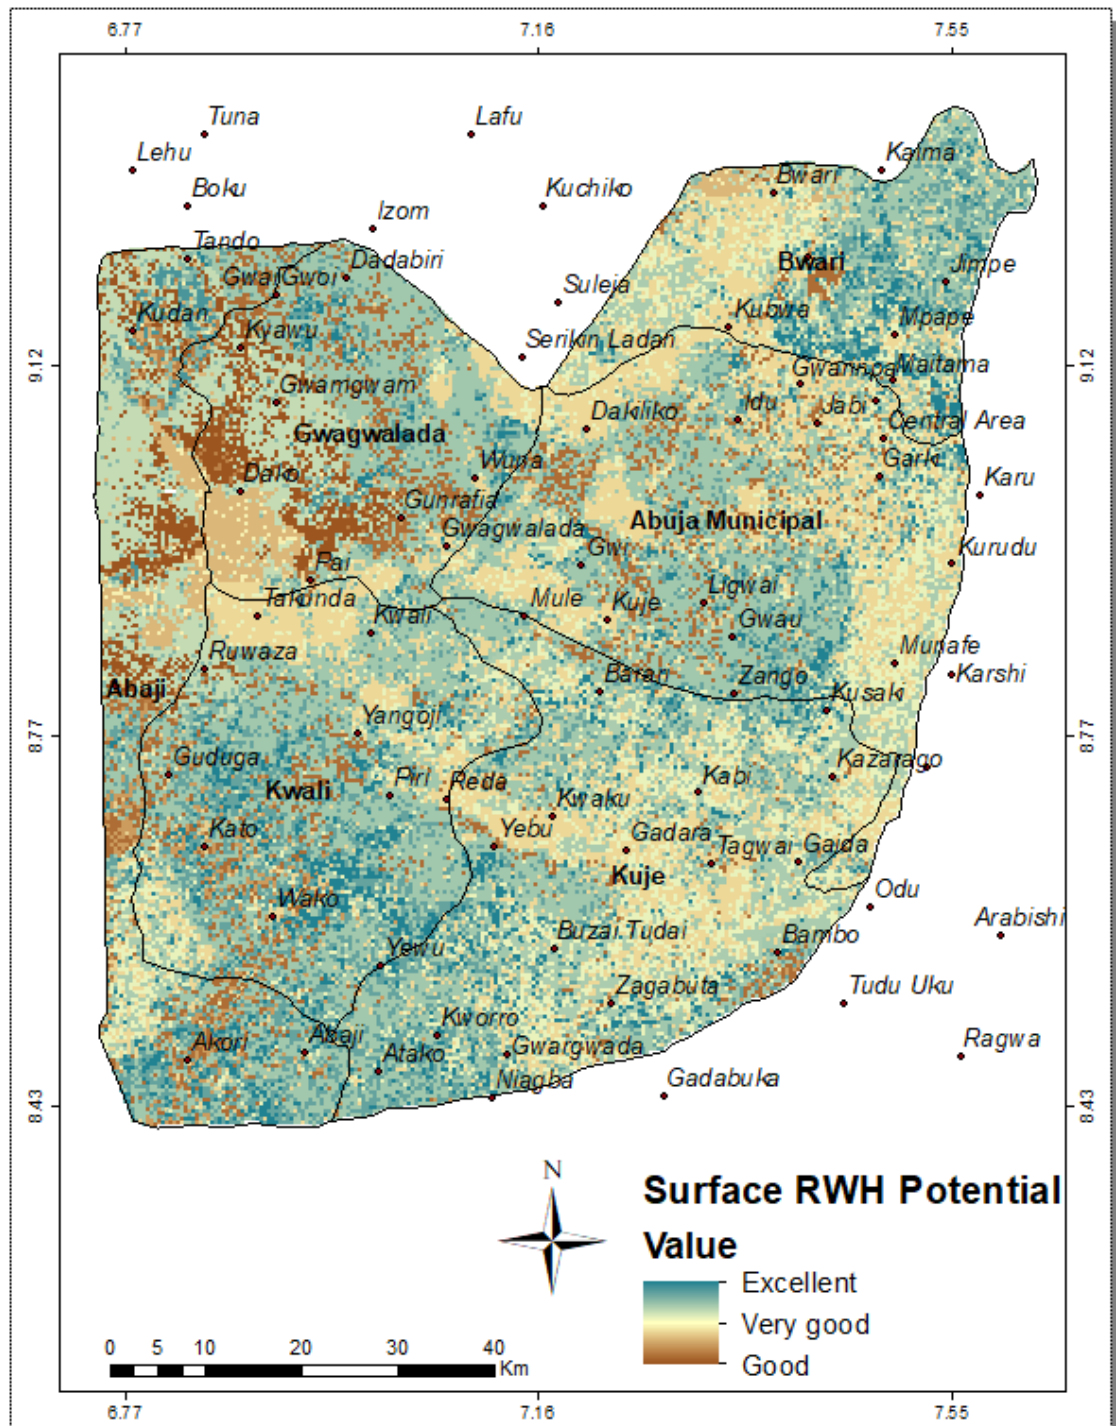 6.77 7.16 7.55
Tuna
Lafu
Lehu
Kaima
Boku
Kuchiko
Bwari
Izom
Tando
Dadabiri
GwariGwoi
Bwari
Jimpe
Suleja
Kudan
Kyawu
Kubwa
Mpape
Serikin Ladan
9.12 9.12
Maitama
Gwamgwam
Gwarinpa
Dakiliko
Idu
Jabi
Gwagwalada
Central Area
Dako
Wuna
Garki
Karu
Gunrafia
Abuja Municipal
Gwagwalada
Gwri
Kurudu
Pai
Takunda
Mule
Kuje
Ligwai
Kwali
Gwau
Ruwaza
Munafe
Abaji
Baran
Zango
Karshi
Kusaki
Yangoji
8.77 8.77
Guduga
Kwali
Piri
Reda
Kabi
Kazarago
Kwaku
Kato
Yebu
Gadara
Tagwai
Gaida
Kuje
Odu
Wako
Arabishi
Yewu
Buzai Tudai
Bambo
Zagabuta
Tudu Uku
Kworro
Akori
Abaji
Atako
Gwargwada
Ragwa
Niagba
Gadabuka
8.43 8.43
N
Surface RWH Potential
Value
Excellent
Very good
Good
0 5 10 20 30 40
Km
6.77 7.16 7.55